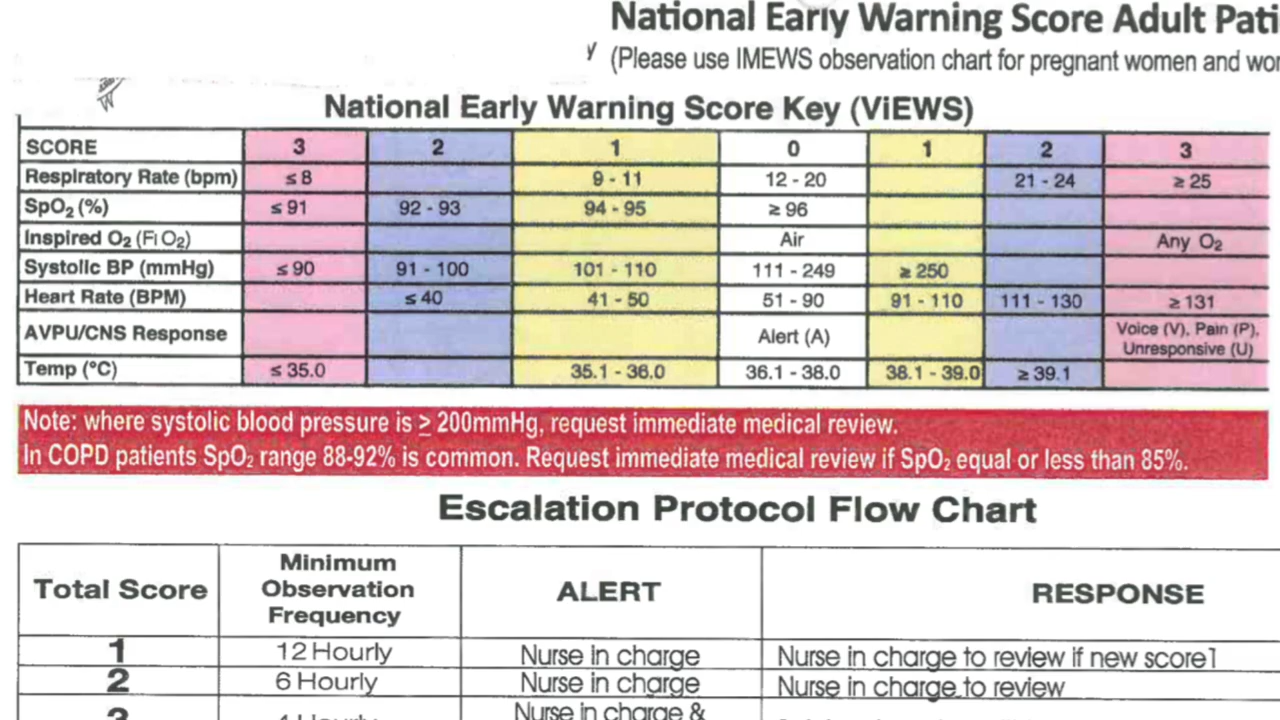 National Early Warning Score Adult Pati
y (Please use IMEWS observation chart for pregnant women and wor
National Early Warning Score Key (ViEWS)
SCORE 3 2 1 0 1 2 3
Respiratory Rate (bpm) ≤8 9 - 11 12 - 20 21 - 24 ≥25
SpO₂ (%) ≤91 92 - 93 94 - 95 ≥96
Inspired O₂ (Fi O₂) Air Any O₂
Systolic BP (mmHg) ≤90 91 - 100 101 - 110 111 - 249 ≥250
Heart Rate (BPM) ≤40 41 - 50 51 - 90 91 - 110 111 - 130 ≥131
AVPU/CNS Response Alert (A) Voice (V), Pain (P), Unresponsive (U)
Temp (°C) ≤35.0 35.1 - 36.0 36.1 - 38.0 38.1 - 39.0 ≥39.1
Note: where systolic blood pressure is ≥ 200mmHg, request immediate medical review.
In COPD patients SpO₂ range 88-92% is common. Request immediate medical review if SpO₂ equal or less than 85%.
Escalation Protocol Flow Chart
Total Score Minimum Observation Frequency ALERT RESPONSE
1 12 Hourly Nurse in charge Nurse in charge to review if new score1
2 6 Hourly Nurse in charge Nurse in charge to review
3 4 Hourly Nurse in charge &